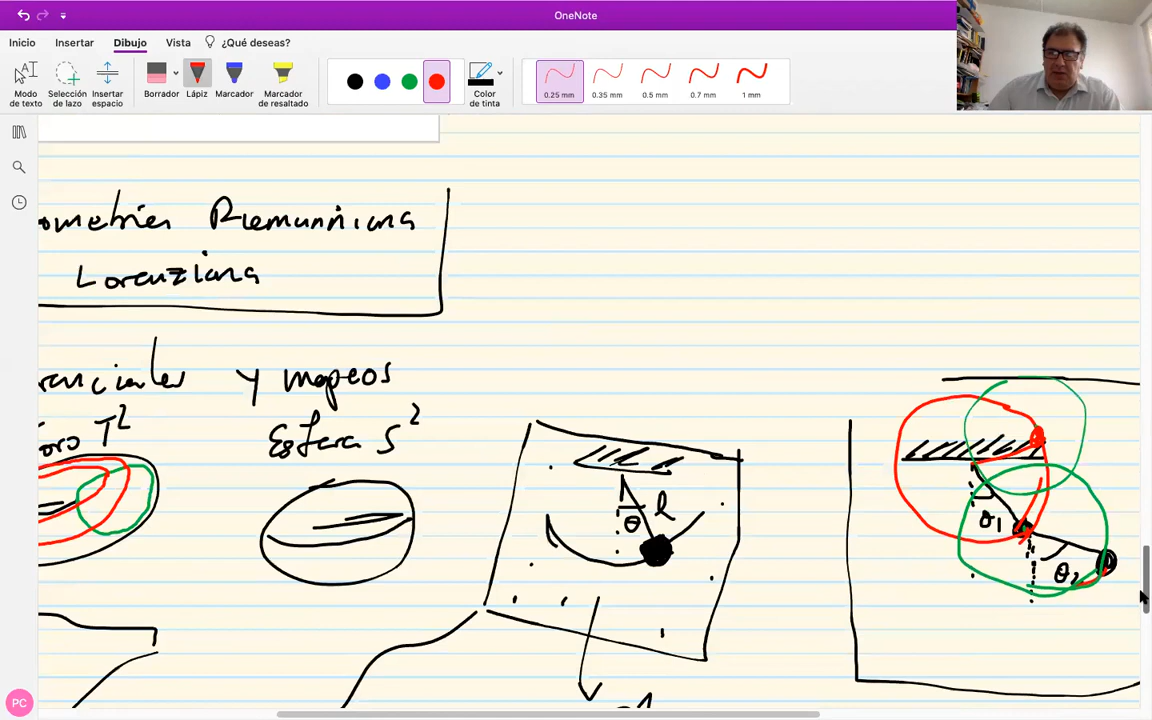 OneNote
Inicio Insertar Dibujo Vista ¿Qué deseas?
Modo de texto
Selección de lazo
Insertar espacio
Borrador
Lápiz
Marcador
Marcador de resaltado
Color de tinta
0.25 mm
0.35 mm
0.5 mm
0.7 mm
1 mm
ometrías Riemanniana
Lorenziana
renciales y mapeos
oro T²
Esfera S²
θ
l
θ₁
θ₂
PC